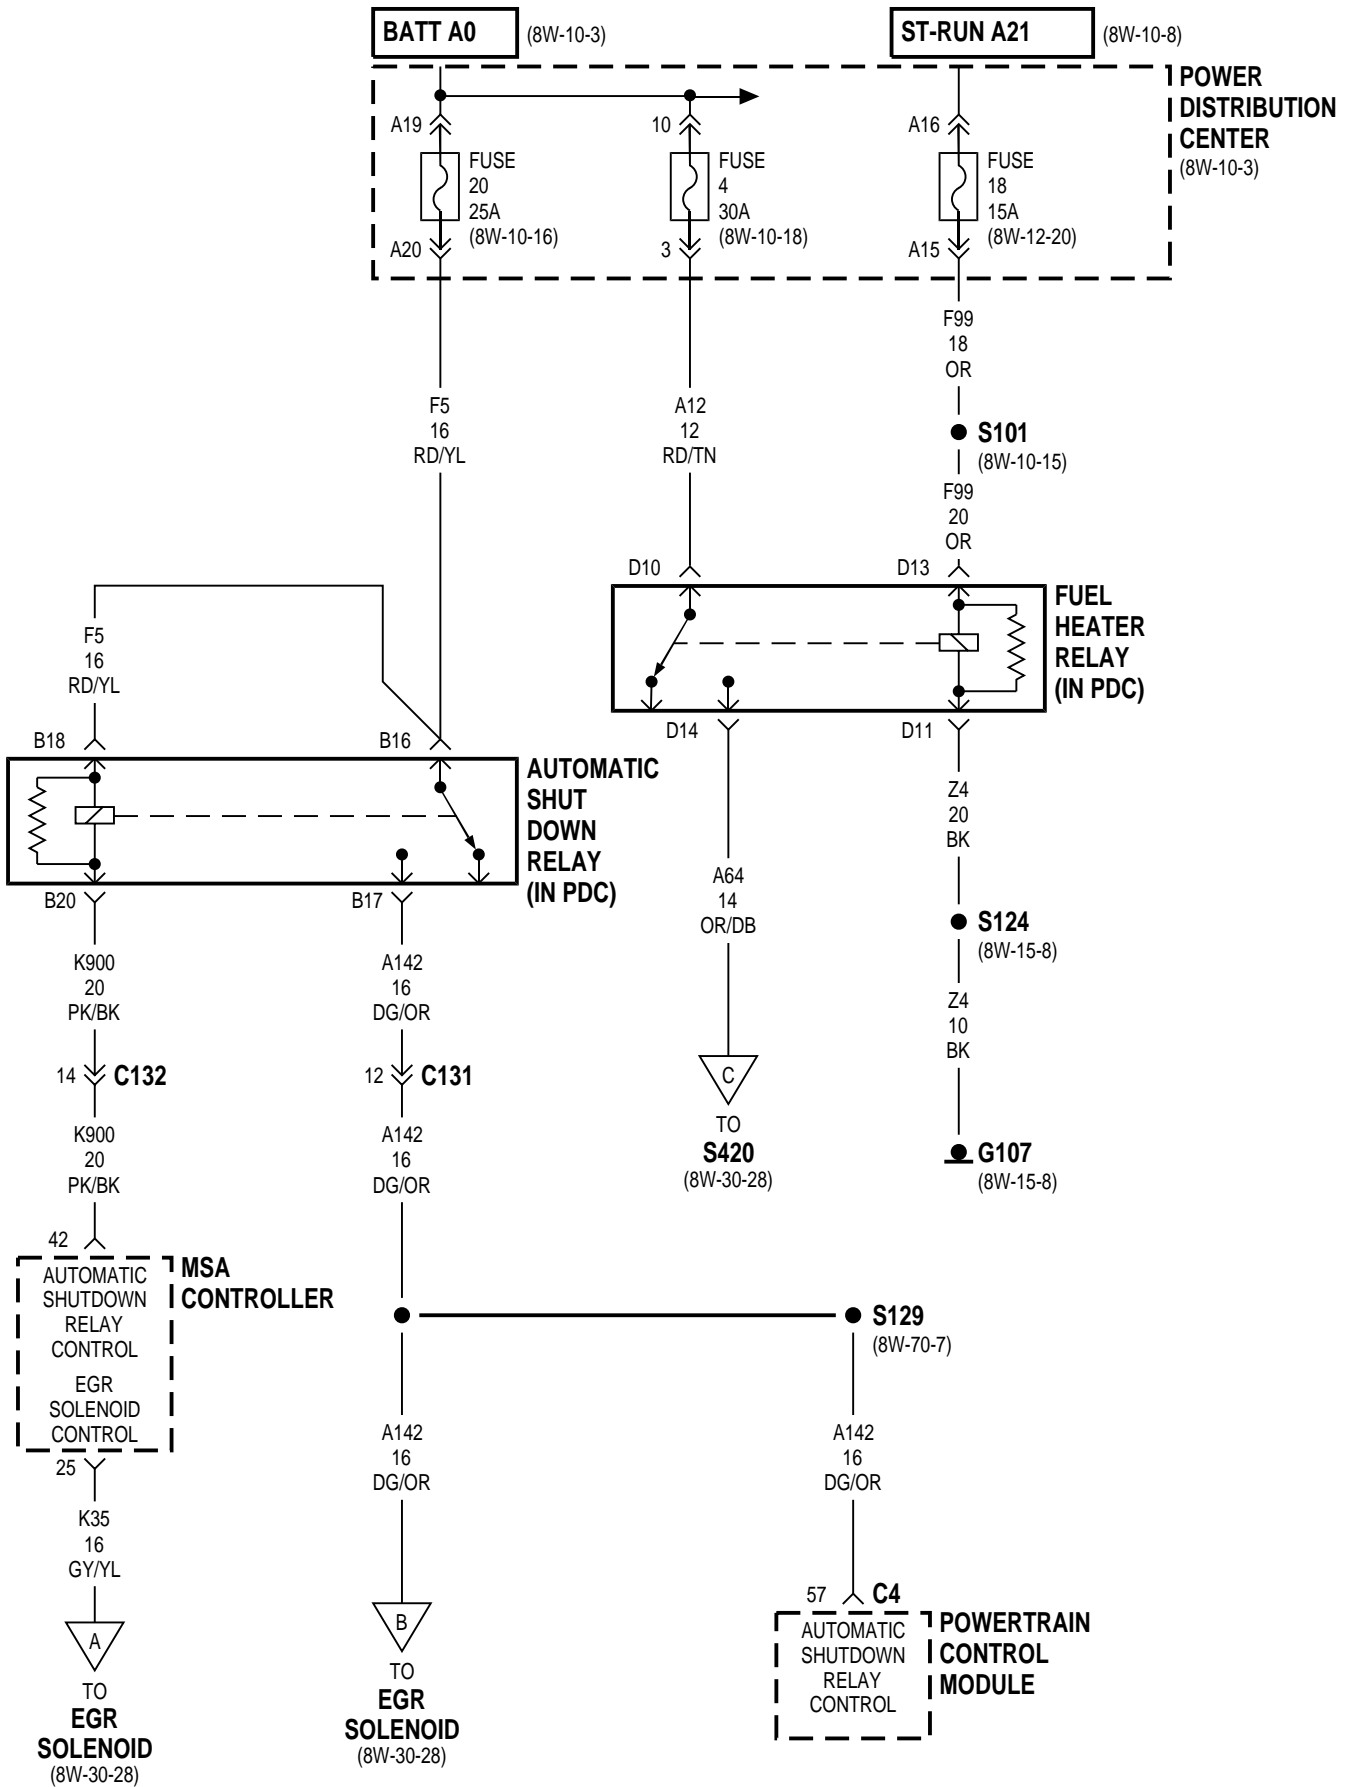 BATT A0
(8W-10-3)
ST-RUN A21
(8W-10-8)
POWER
DISTRIBUTION
CENTER
(8W-10-3)
A19
FUSE
20
25A
(8W-10-16)
A20
10
FUSE
4
30A
(8W-10-18)
3
A16
FUSE
18
15A
(8W-12-20)
A15
F5
16
RD/YL
A12
12
RD/TN
F99
18
OR
S101
(8W-10-15)
F99
20
OR
D10
D13
FUEL
HEATER
RELAY
(IN PDC)
D14
D11
F5
16
RD/YL
B18
B16
AUTOMATIC
SHUT
DOWN
RELAY
(IN PDC)
B20
B17
Z4
20
BK
A64
14
OR/DB
S124
(8W-15-8)
K900
20
PK/BK
A142
16
DG/OR
Z4
10
BK
14
C132
12
C131
C
TO
S420
(8W-30-28)
G107
(8W-15-8)
K900
20
PK/BK
A142
16
DG/OR
42
AUTOMATIC
SHUTDOWN
RELAY
CONTROL
EGR
SOLENOID
CONTROL
MSA
CONTROLLER
25
S129
(8W-70-7)
A142
16
DG/OR
A142
16
DG/OR
K35
16
GY/YL
A
TO
EGR
SOLENOID
(8W-30-28)
B
TO
EGR
SOLENOID
(8W-30-28)
57
C4
AUTOMATIC
SHUTDOWN
RELAY
CONTROL
POWERTRAIN
CONTROL
MODULE